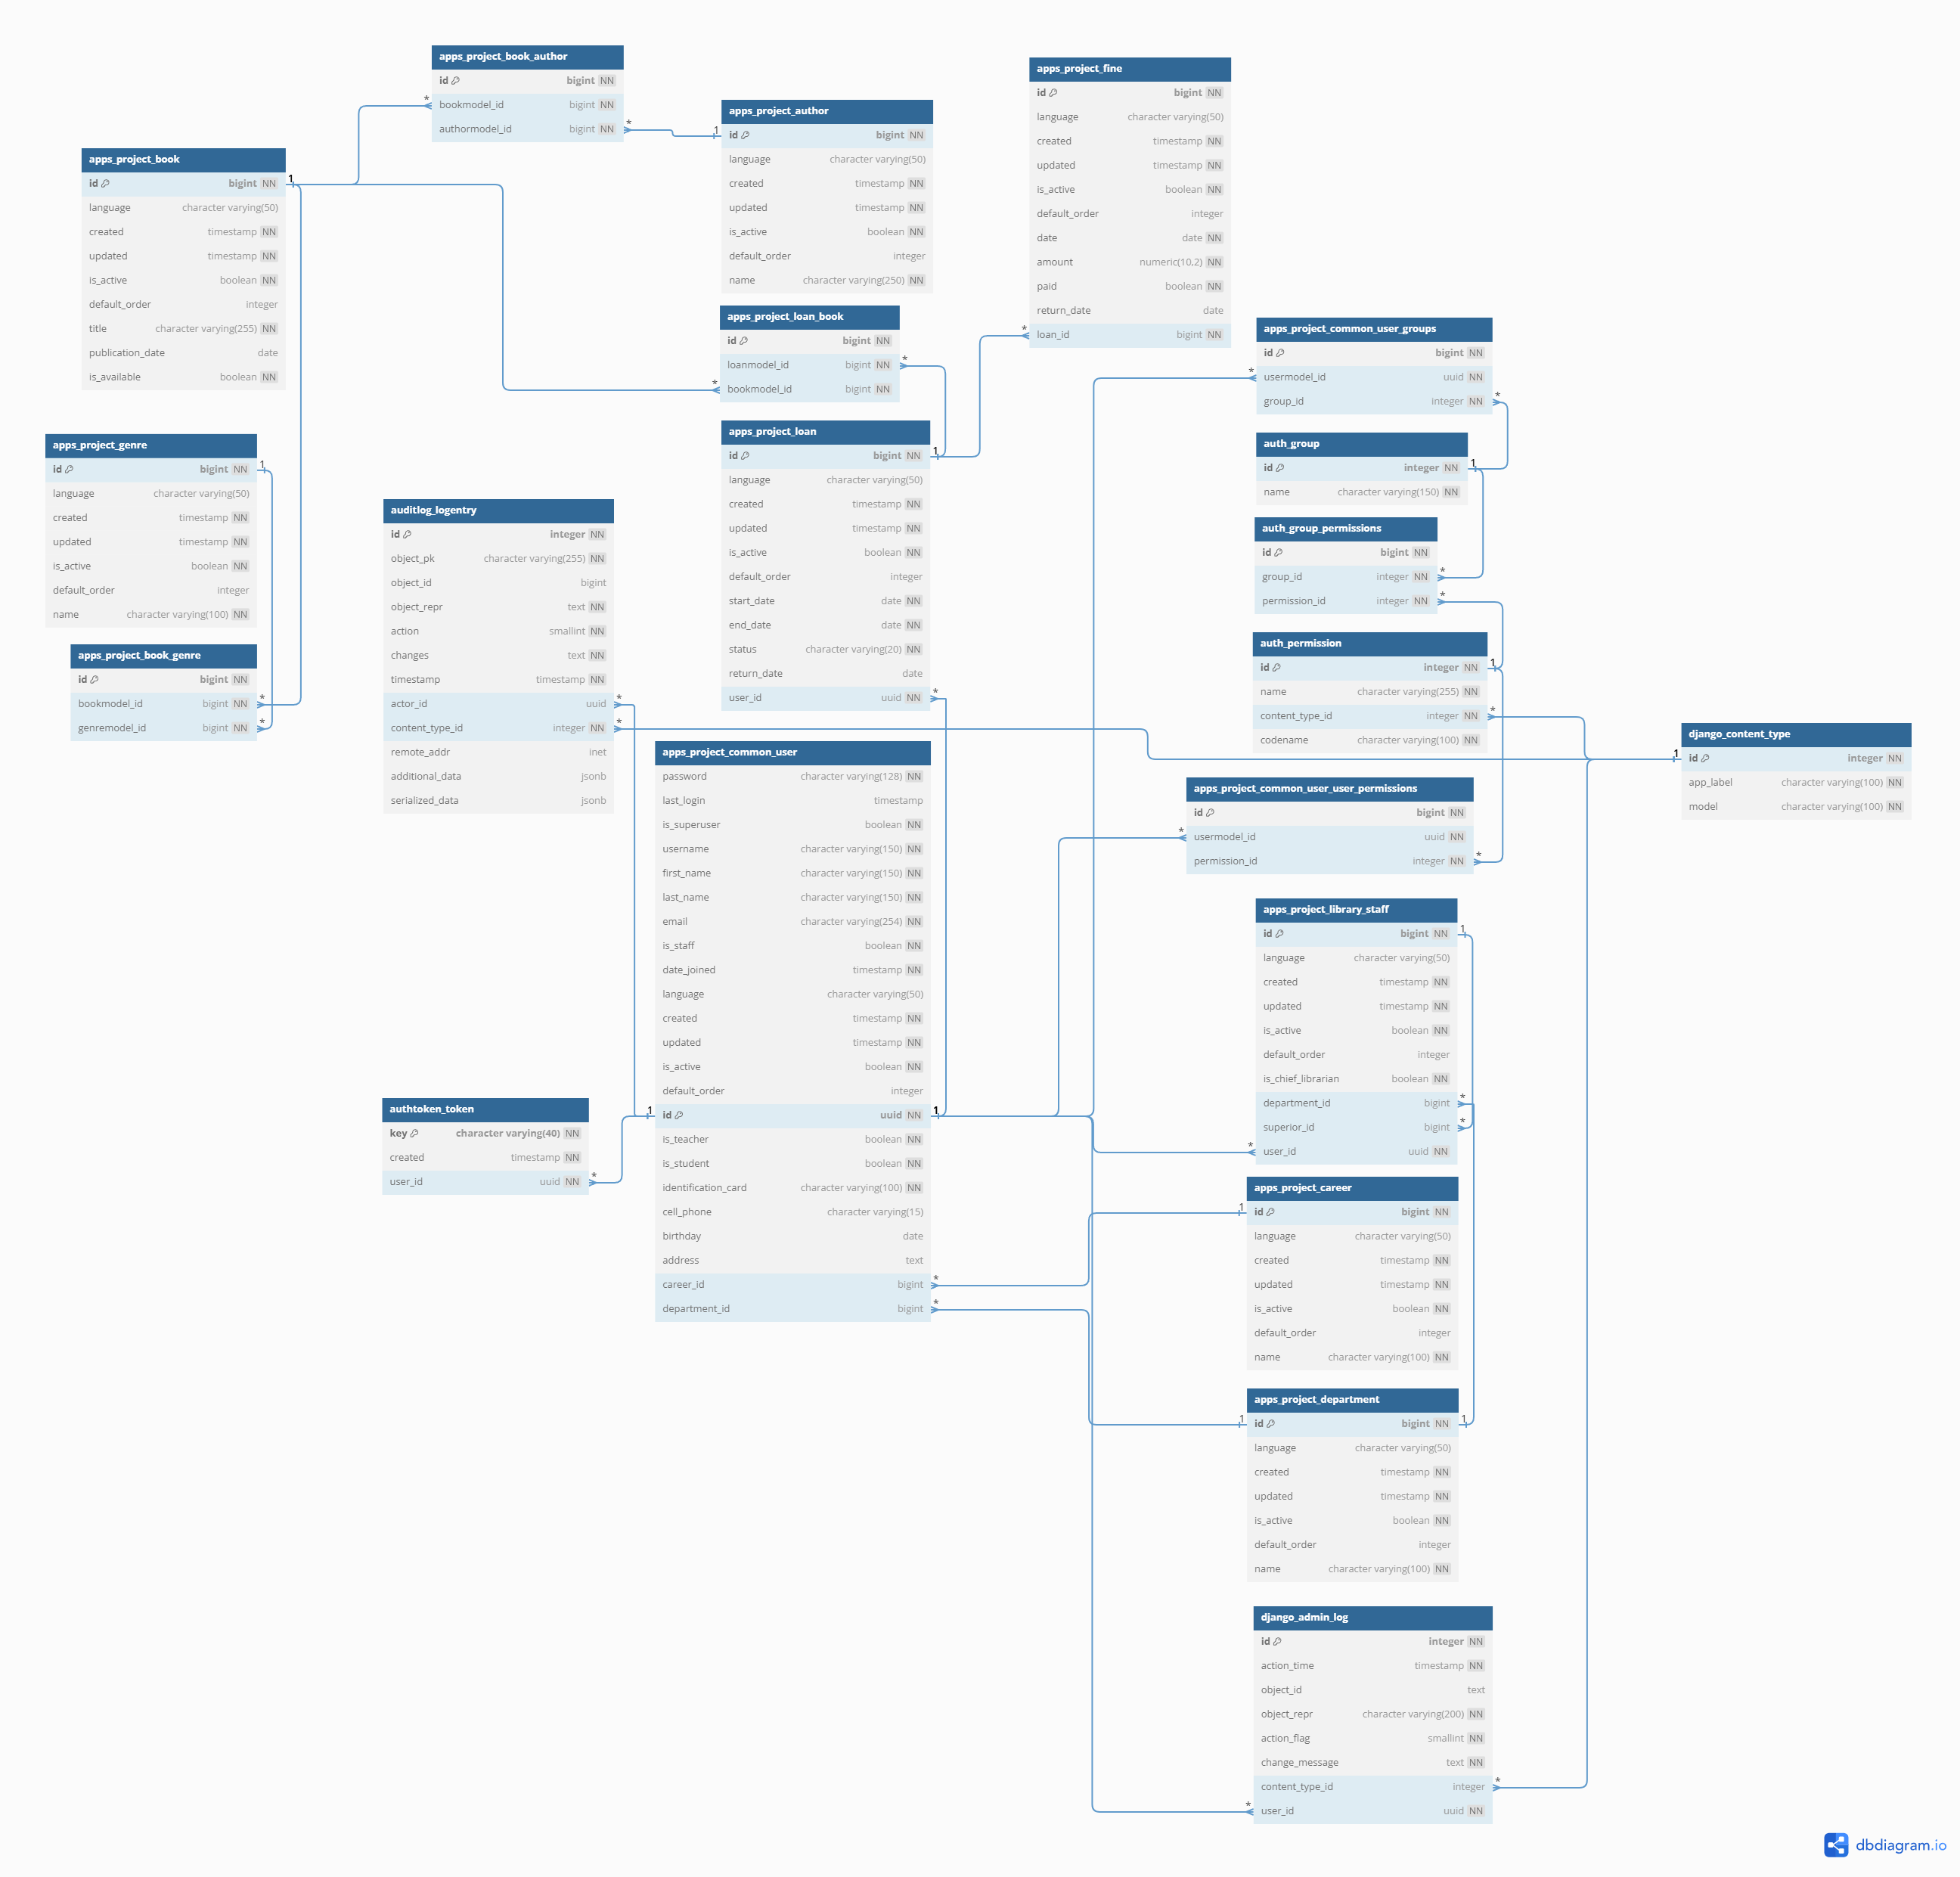 apps_project_book_author
id bigint NN
bookmodel_id bigint NN
authormodel_id bigint NN
apps_project_author
id bigint NN
language character varying(50)
created timestamp NN
updated timestamp NN
is_active boolean NN
default_order integer
name character varying(250) NN
apps_project_fine
id bigint NN
language character varying(50)
created timestamp NN
updated timestamp NN
is_active boolean NN
default_order integer
date date NN
amount numeric(10,2) NN
paid boolean NN
return_date date
loan_id bigint NN
apps_project_book
id bigint NN
language character varying(50)
created timestamp NN
updated timestamp NN
is_active boolean NN
default_order integer
title character varying(255) NN
publication_date date
is_available boolean NN
apps_project_loan_book
id bigint NN
loanmodel_id bigint NN
bookmodel_id bigint NN
apps_project_common_user_groups
id bigint NN
usermodel_id uuid NN
group_id integer NN
apps_project_genre
id bigint NN
language character varying(50)
created timestamp NN
updated timestamp NN
is_active boolean NN
default_order integer
name character varying(100) NN
apps_project_loan
id bigint NN
language character varying(50)
created timestamp NN
updated timestamp NN
is_active boolean NN
default_order integer
start_date date NN
end_date date NN
status character varying(20) NN
return_date date
user_id uuid NN
auth_group
id integer NN
name character varying(150) NN
auditlog_logentry
id integer NN
object_pk character varying(255) NN
object_id bigint
object_repr text NN
action smallint NN
changes text NN
timestamp timestamp NN
actor_id uuid
content_type_id integer NN
remote_addr inet
additional_data jsonb
serialized_data jsonb
auth_group_permissions
id bigint NN
group_id integer NN
permission_id integer NN
apps_project_book_genre
id bigint NN
bookmodel_id bigint NN
genremodel_id bigint NN
auth_permission
id integer NN
name character varying(255) NN
content_type_id integer NN
codename character varying(100) NN
django_content_type
id integer NN
app_label character varying(100) NN
model character varying(100) NN
apps_project_common_user
password character varying(128) NN
last_login timestamp
is_superuser boolean NN
username character varying(150) NN
first_name character varying(150) NN
last_name character varying(150) NN
email character varying(254) NN
is_staff boolean NN
date_joined timestamp NN
language character varying(50)
created timestamp NN
updated timestamp NN
is_active boolean NN
default_order integer
id uuid NN
is_teacher boolean NN
is_student boolean NN
identification_card character varying(100) NN
cell_phone character varying(15)
birthday date
address text
career_id bigint
department_id bigint
apps_project_common_user_user_permissions
id bigint NN
usermodel_id uuid NN
permission_id integer NN
apps_project_library_staff
id bigint NN
language character varying(50)
created timestamp NN
updated timestamp NN
is_active boolean NN
default_order integer
is_chief_librarian boolean NN
department_id bigint
superior_id bigint
user_id uuid NN
authtoken_token
key character varying(40) NN
created timestamp NN
user_id uuid NN
apps_project_career
id bigint NN
language character varying(50)
created timestamp NN
updated timestamp NN
is_active boolean NN
default_order integer
name character varying(100) NN
apps_project_department
id bigint NN
language character varying(50)
created timestamp NN
updated timestamp NN
is_active boolean NN
default_order integer
name character varying(100) NN
django_admin_log
id integer NN
action_time timestamp NN
object_id text
object_repr character varying(200) NN
action_flag smallint NN
change_message text NN
content_type_id integer
user_id uuid NN
dbdiagram.io